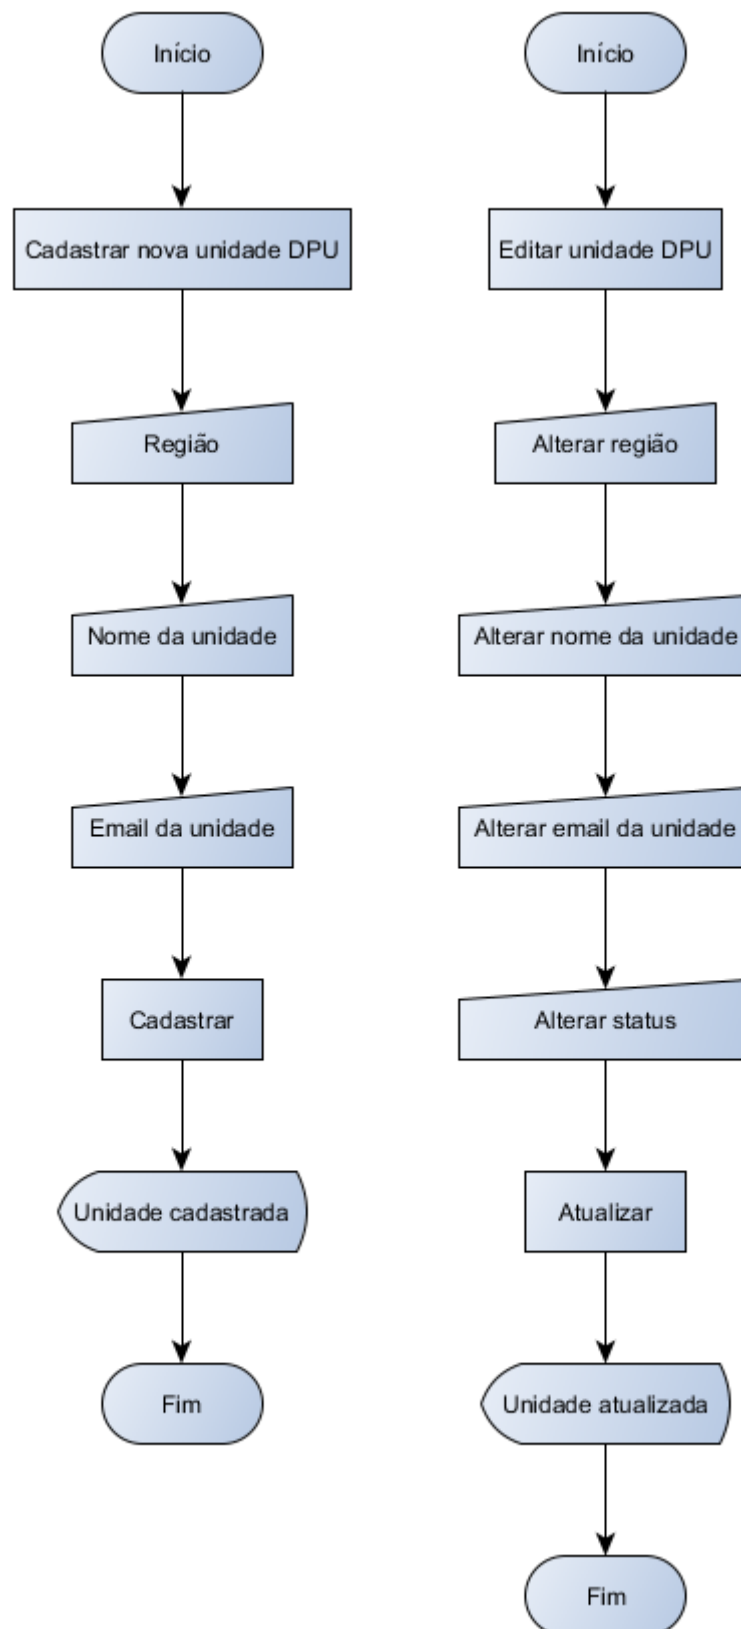 Início
Cadastrar nova unidade DPU
Região
Nome da unidade
Email da unidade
Cadastrar
Unidade cadastrada
Fim
Início
Editar unidade DPU
Alterar região
Alterar nome da unidade
Alterar email da unidade
Alterar status
Atualizar
Unidade atualizada
Fim